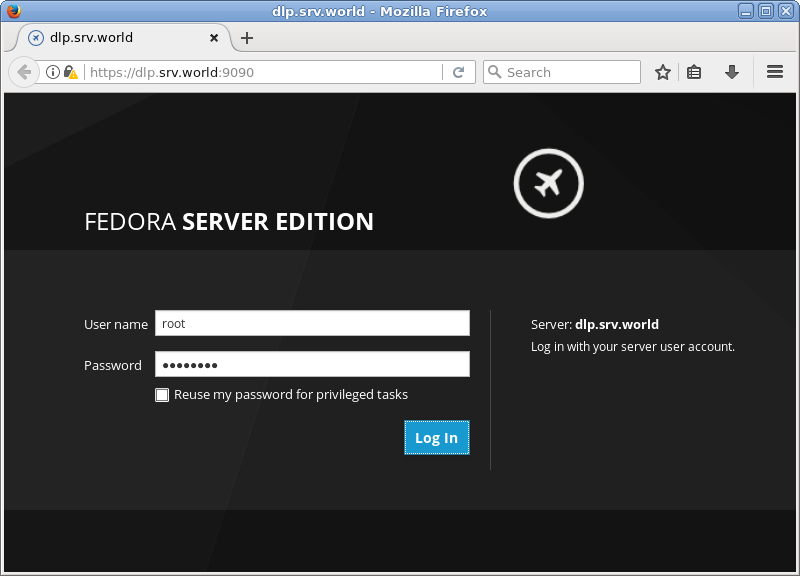 dlp.srv.world - Mozilla Firefox
dlp.srv.world
https://dlp.srv.world:9090
Search
FEDORA SERVER EDITION
User name
root
Server: dlp.srv.world
Log in with your server user account.
Password
••••••••
Reuse my password for privileged tasks
Log In